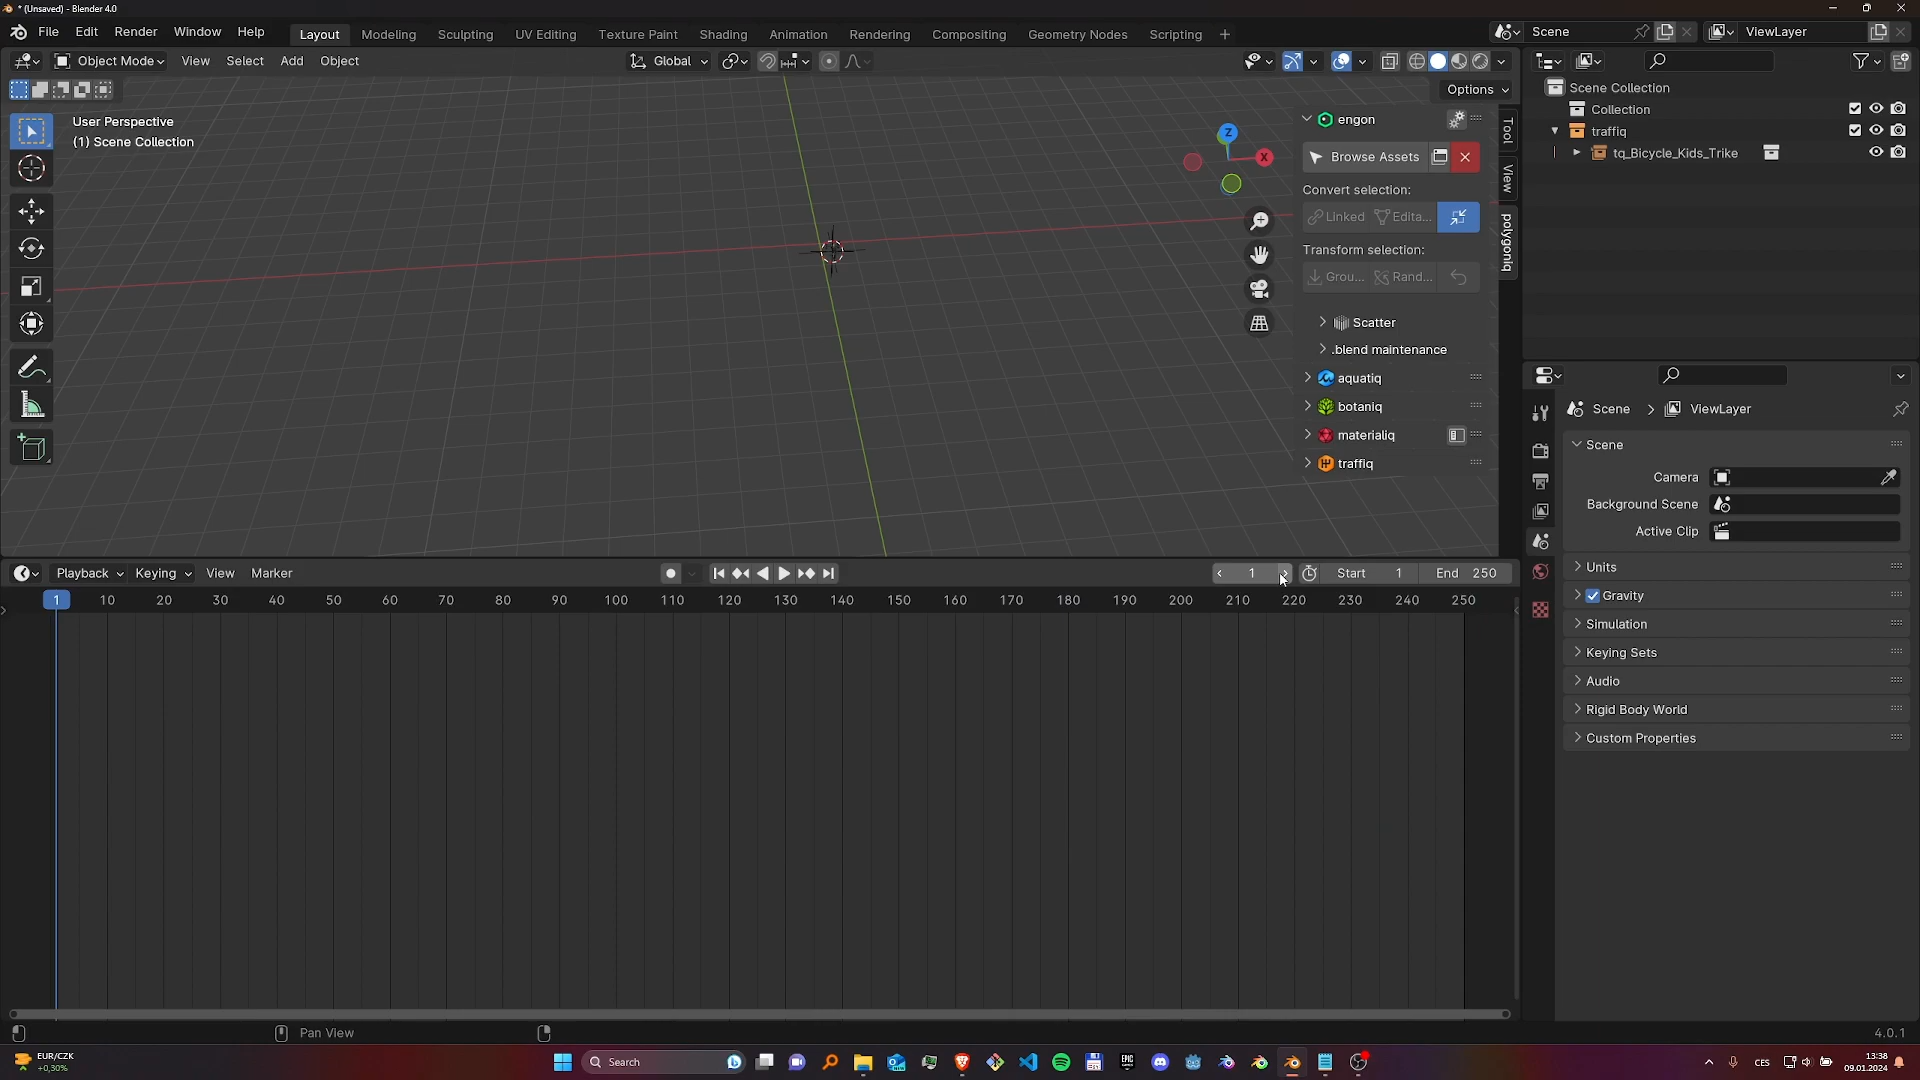 * (Unsaved) - Blender 4.0
File Edit Render Window Help Layout Modeling Sculpting UV Editing Texture Paint Shading Animation Rendering Compositing Geometry Nodes Scripting + Scene ViewLayer
Object Mode View Select Add Object Global
Options
User Perspective
(1) Scene Collection
Z
X
engon
Browse Assets
Convert selection:
Linked Edita...
Transform selection:
Grou... Rand...
Scatter
.blend maintenance
aquatiq
botaniq
materialiq
traffiq
Tool
View
polygoniq
Scene Collection
Collection
traffiq
tq_Bicycle_Kids_Trike
Scene > ViewLayer
Scene
Camera
Background Scene
Active Clip
Units
Gravity
Simulation
Keying Sets
Audio
Rigid Body World
Custom Properties
Playback Keying View Marker 1 Start 1 End 250
1 10 20 30 40 50 60 70 80 90 100 110 120 130 140 150 160 170 180 190 200 210 220 230 240 250
Pan View
4.0.1
EUR/CZK
+0,30%
Search
EPIC
CES
13:38
09.01.2024